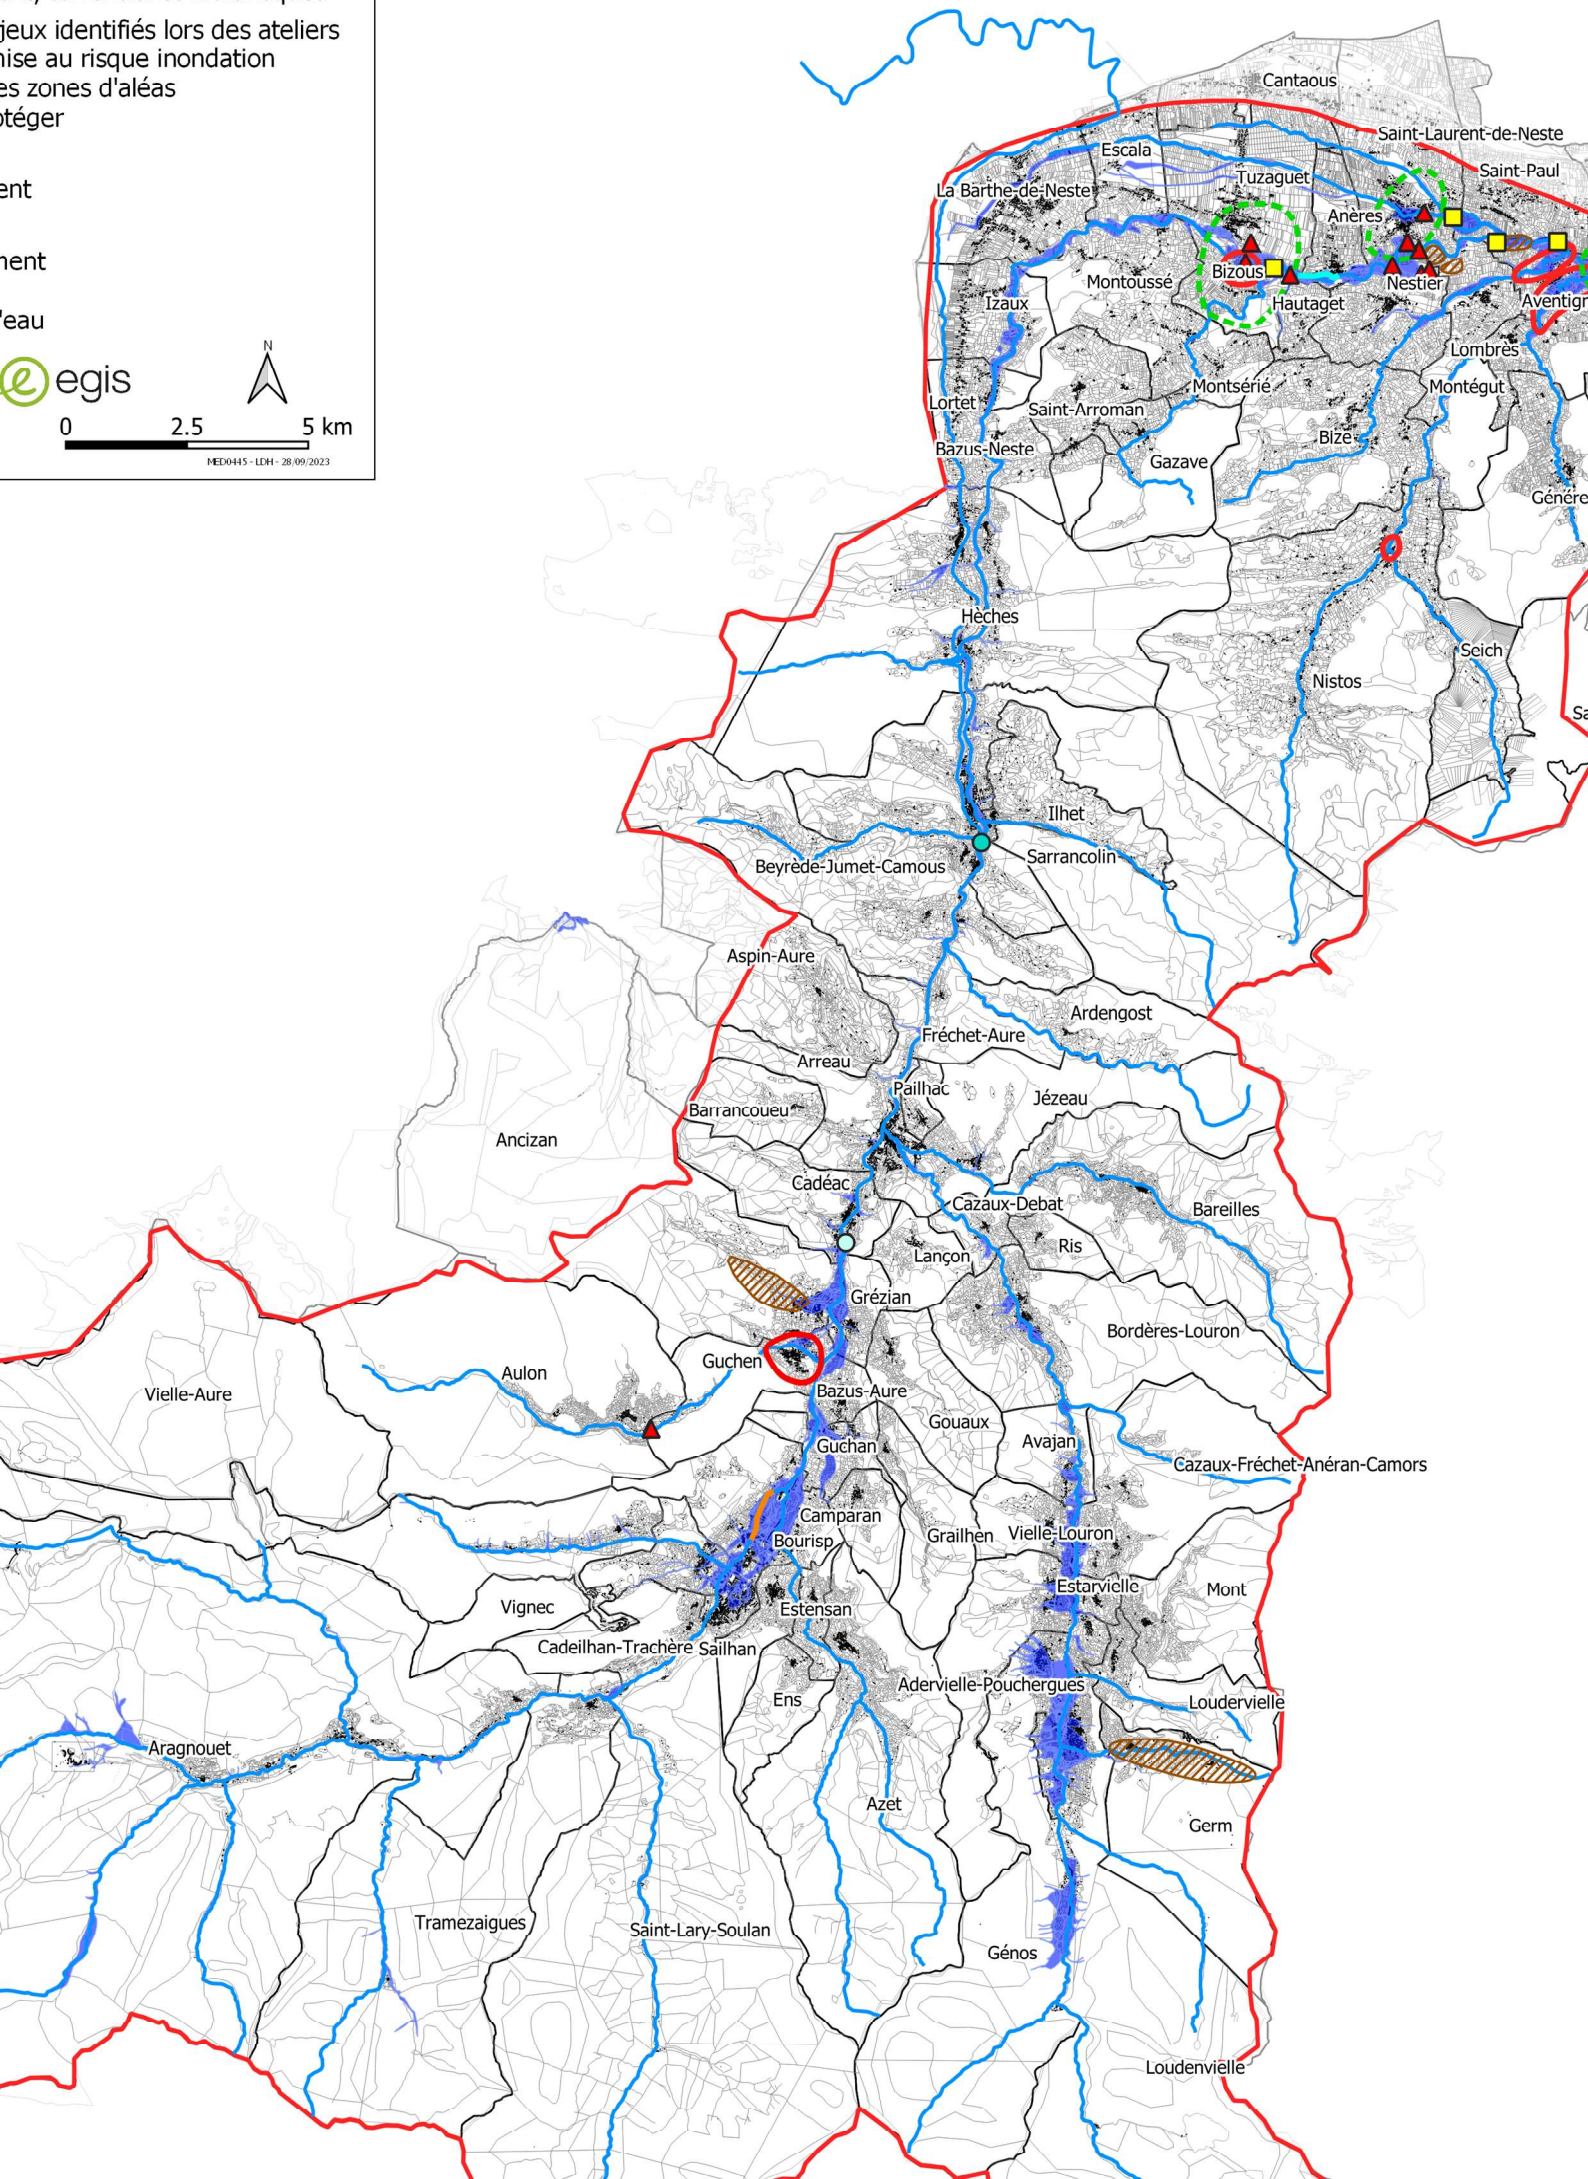 jeux identifiés lors des ateliers
mise au risque inondation
es zones d'aléas
otéger
ent
ment
'eau
e egis
N
0 2.5 5 km
MED0445 - LDH - 28/09/2023
Cantaous
Saint-Laurent-de-Neste
Escala
Saint-Paul
Tuzaguet
La Barthe-de-Neste
Anères
Bizous
Montoussé
Nestier
Izaux
Hautaget
Aventign
Lombrès
Montsérié
Montégut
Lortet
Saint-Arroman
Bize
Bazus-Neste
Gazave
Génére
Hèches
Seich
Nistos
Sa
Ilhet
Sarrancolin
Beyrède-Jumet-Camous
Aspin-Aure
Ardengost
Fréchet-Aure
Arreau
Pailhac
Jézeau
Barrancoueu
Ancizan
Cadéac
Cazaux-Debat
Bareilles
Ris
Lançon
Grézian
Bordères-Louron
Guchen
Aulon
Bazus-Aure
Vielle-Aure
Gouaux
Avajan
Guchan
Cazaux-Fréchet-Anéran-Camors
Camparan
Grailhen
Vielle-Louron
Bourisp
Estarvielle
Mont
Vignec
Estensan
Cadeilhan-Trachère
Sailhan
Adervielle-Pouchergues
Ens
Loudervielle
Aragnouet
Azet
Germ
Tramezaigues
Saint-Lary-Soulan
Génos
Loudenvielle